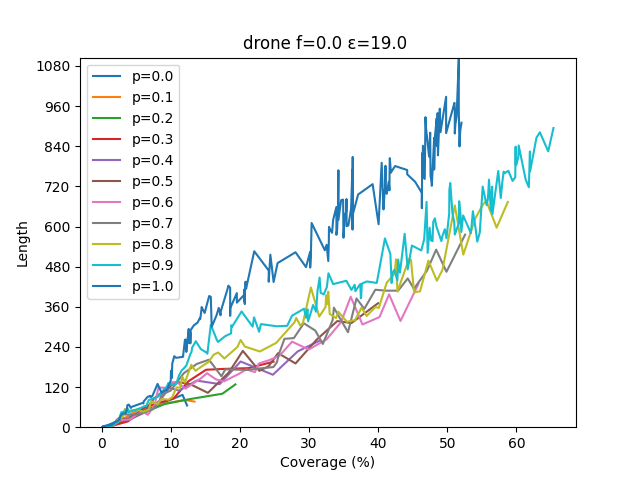 drone f=0.0 ε=19.0
1080
960
840
720
600
480
360
240
120
0
Length
p=0.0
p=0.1
p=0.2
p=0.3
p=0.4
p=0.5
p=0.6
p=0.7
p=0.8
p=0.9
p=1.0
0 10 20 30 40 50 60
Coverage (%)